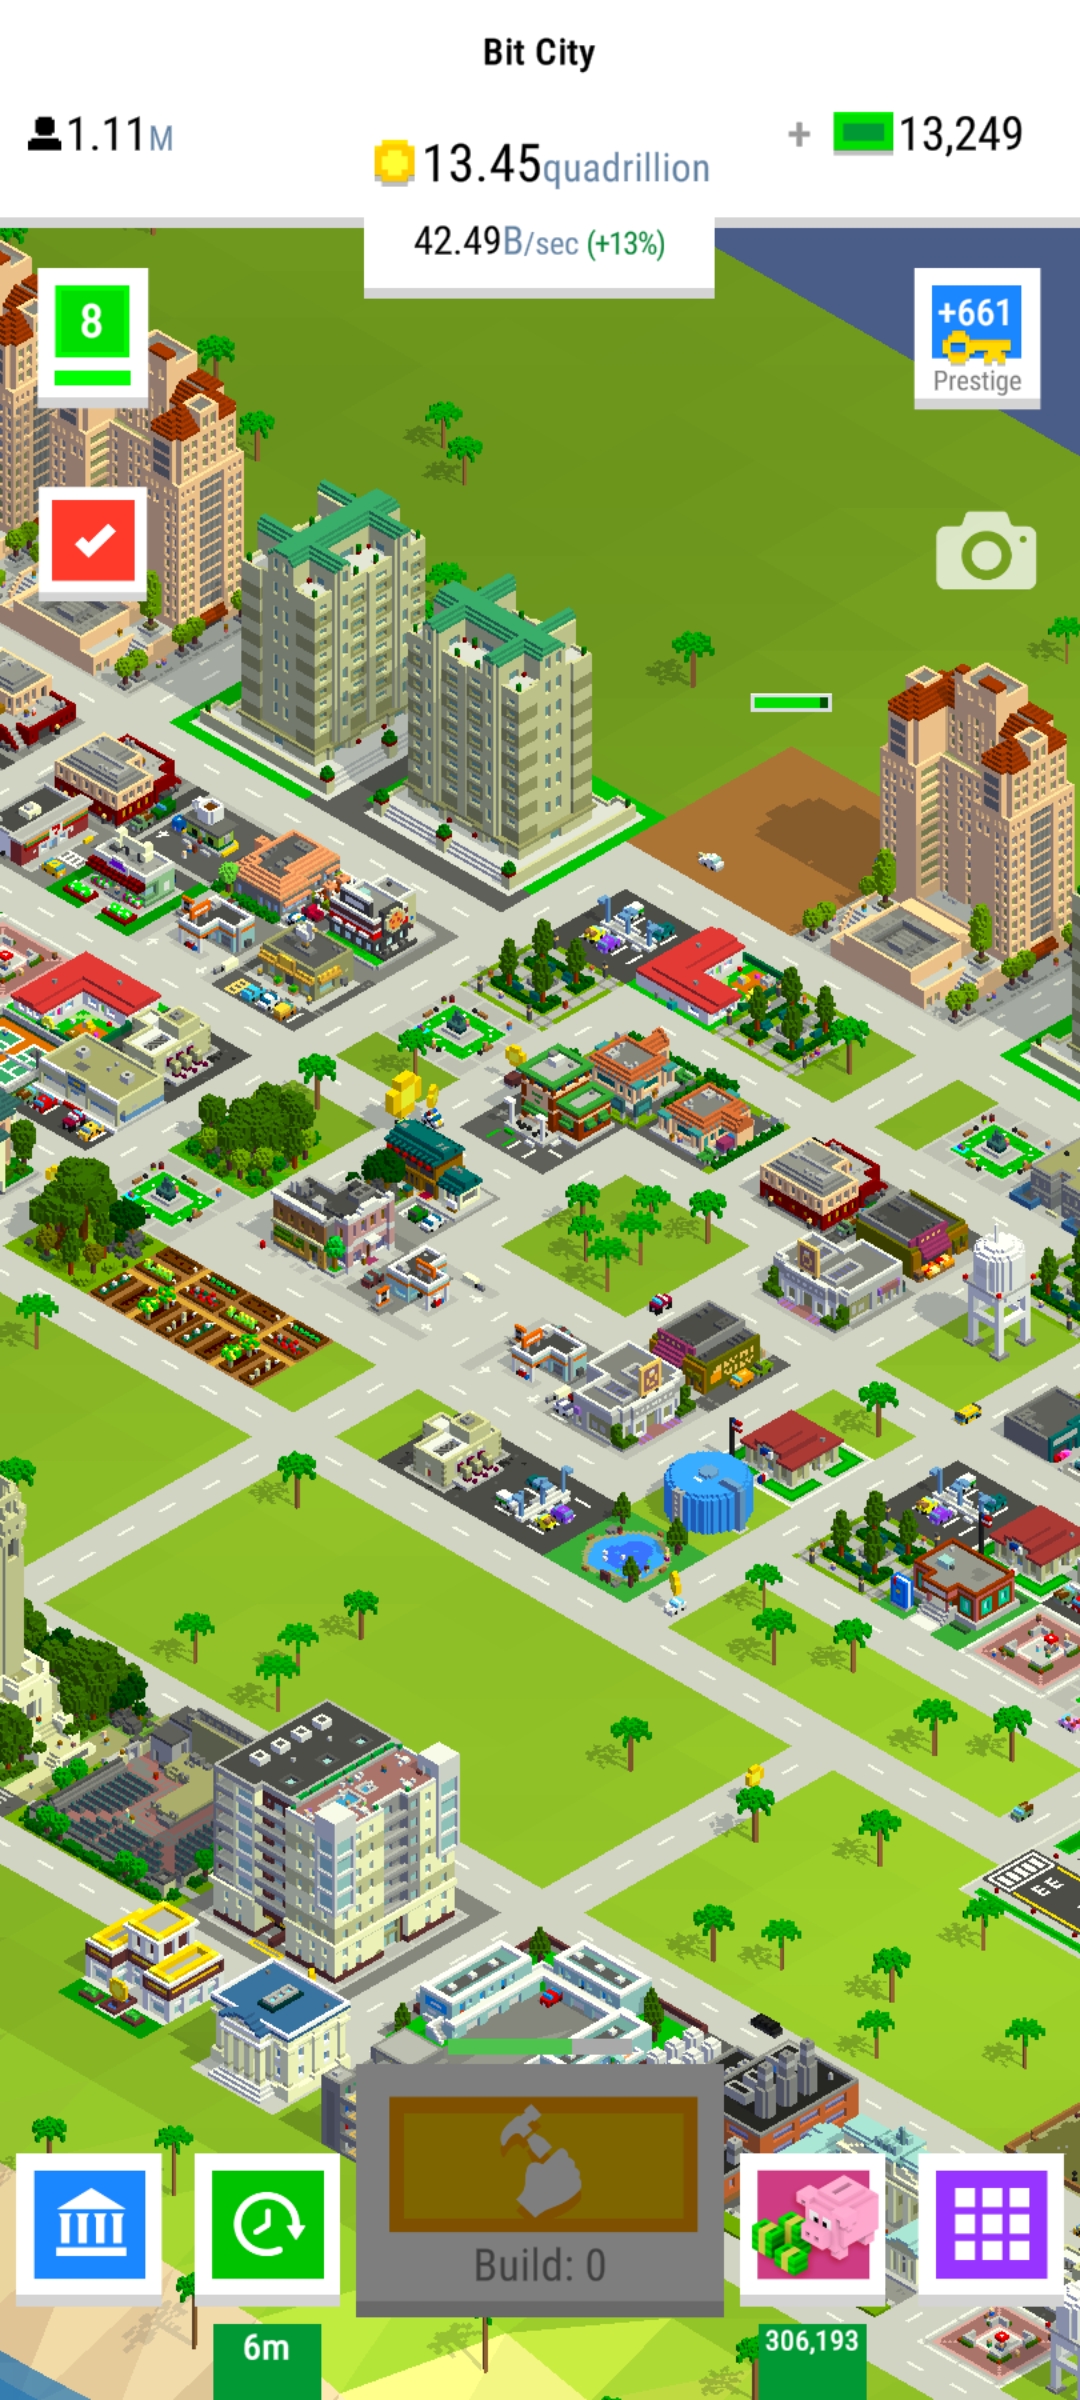 Bit City
1.11M
13.45quadrillion
+ 13,249
42.49B/sec (+13%)
8
+661
Prestige
Build: 0
6m
306,193